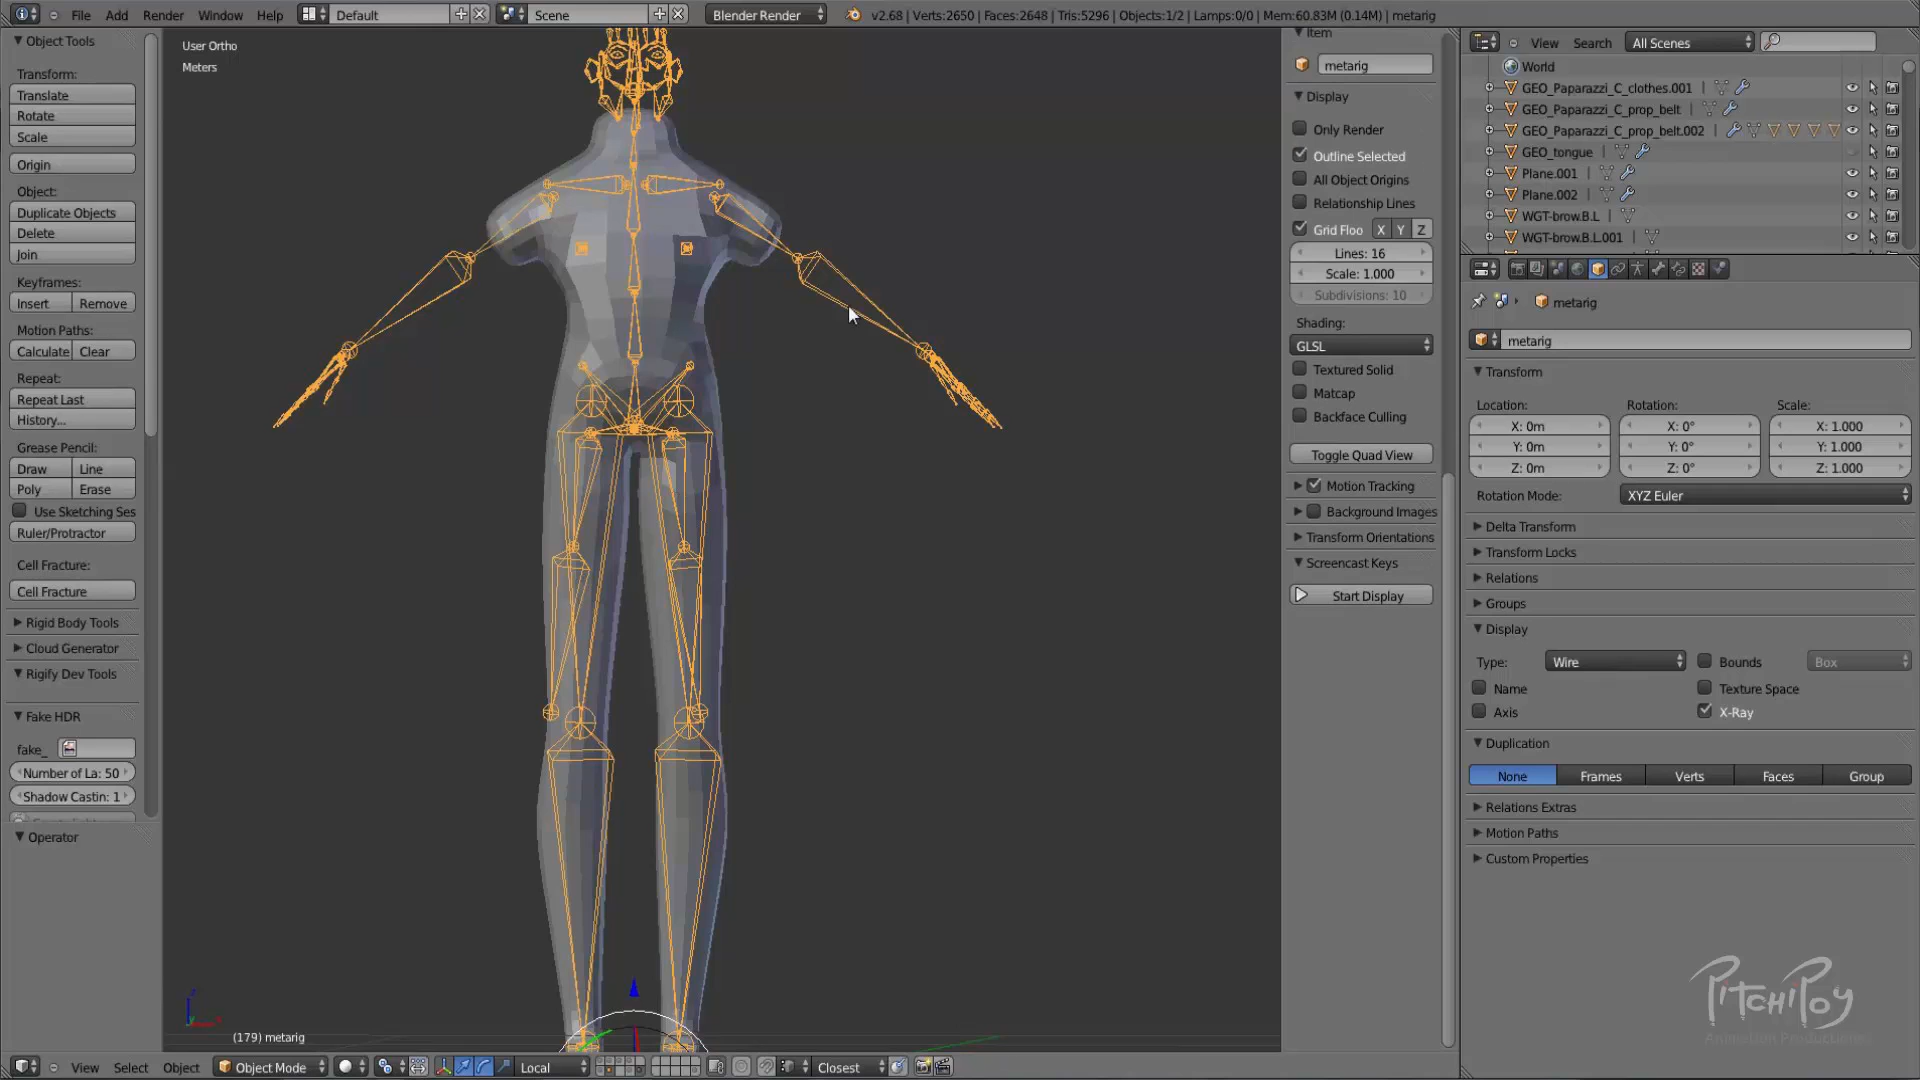 File Add Render Window Help Default Scene Blender Render v2.68 | Verts:2650 | Faces:2648 | Tris:5296 | Objects:1/2 | Lamps:0/0 | Mem:60.83M (0.14M) | metarig
Object Tools
Transform:
Translate
Rotate
Scale
Origin
Object:
Duplicate Objects
Delete
Join
Keyframes:
Insert Remove
Motion Paths:
Calculate Clear
Repeat:
Repeat Last
History...
Grease Pencil:
Draw Line
Poly Erase
Use Sketching Ses
Ruler/Protractor
Cell Fracture:
Cell Fracture
Rigid Body Tools
Cloud Generator
Rigify Dev Tools
Fake HDR
fake_
Number of La: 50
Shadow Castin: 1
Operator
User Ortho
Meters
(179) metarig
View Select Object Object Mode Local Closest
Item
metarig
Display
Only Render
Outline Selected
All Object Origins
Relationship Lines
Grid Floo X Y Z
Lines: 16
Scale: 1.000
Subdivisions: 10
Shading:
GLSL
Textured Solid
Matcap
Backface Culling
Toggle Quad View
Motion Tracking
Background Images
Transform Orientations
Screencast Keys
Start Display
View Search All Scenes
World
GEO_Paparazzi_C_clothes.001
GEO_Paparazzi_C_prop_belt
GEO_Paparazzi_C_prop_belt.002
GEO_tongue
Plane.001
Plane.002
WGT-brow.B.L
WGT-brow.B.L.001
metarig
metarig
Transform
Location: Rotation: Scale:
X: 0m X: 0° X: 1.000
Y: 0m Y: 0° Y: 1.000
Z: 0m Z: 0° Z: 1.000
Rotation Mode: XYZ Euler
Delta Transform
Transform Locks
Relations
Groups
Display
Type: Wire Bounds Box
Name Texture Space
Axis X-Ray
Duplication
None Frames Verts Faces Group
Relations Extras
Motion Paths
Custom Properties
PitchiPoy
Animation Productions